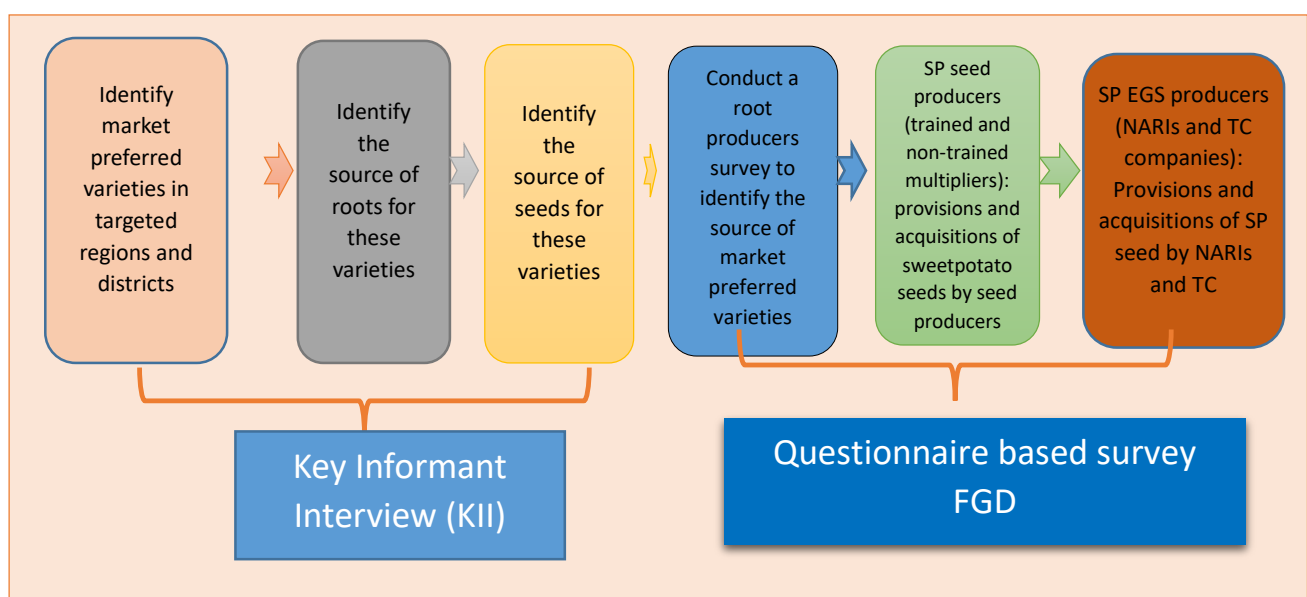 Identify
market
preferred
varieties in
targeted
regions and
districts
Identify
the
source of
roots for
these
varieties
Identify
the
source of
seeds for
these
varieties
Conduct a
root
producers
survey to
identify the
source of
market
preferred
varieties
SP seed
producers
(trained and
non-trained
multipliers):
provisions and
acquisitions of
sweetpotato
seeds by seed
producers
SP EGS producers
(NARIs and TC
companies):
Provisions and
acquisitions of SP
seed by NARIs
and TC
Key Informant
Interview (KII)
Questionnaire based survey
FGD